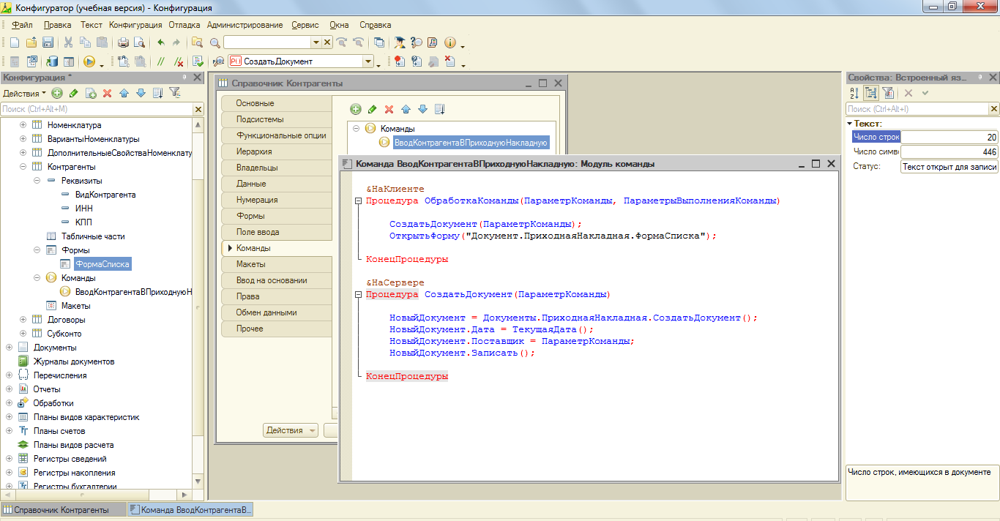 Конфигуратор (учебная версия) - Конфигурация
Файл Правка Текст Конфигурация Отладка Администрирование Сервис Окна Справка
СоздатьДокумент
Конфигурация *
Действия
Поиск (Ctrl+Alt+M)
Номенклатура
ВариантыНоменклатуры
ДополнительныеСвойстваНоменклату
Контрагенты
Реквизиты
ВидКонтрагента
ИНН
КПП
Табличные части
Формы
ФормаСписка
Команды
ВводКонтрагентаВПриходнуюН
Макеты
Договоры
Субконто
Документы
Журналы документов
Перечисления
Отчеты
Обработки
Планы видов характеристик
Планы счетов
Планы видов расчета
Регистры сведений
Регистры накопления
Регистры бухгалтерии
Справочник Контрагенты
Основные
Подсистемы
Функциональные опции
Иерархия
Владельцы
Данные
Нумерация
Формы
Поле ввода
Команды
Макеты
Ввод на основании
Права
Обмен данными
Прочее
Действия
Команды
ВводКонтрагентаВПриходнуюНакладную
Команда ВводКонтрагентаВПриходнуюНакладную: Модуль команды
&НаКлиенте
Процедура ОбработкаКоманды(ПараметрКоманды, ПараметрыВыполненияКоманды)
СоздатьДокумент(ПараметрКоманды);
ОткрытьФорму("Документ.ПриходнаяНакладная.ФормаСписка");
КонецПроцедуры
&НаСервере
Процедура СоздатьДокумент(ПараметрКоманды)
НовыйДокумент = Документы.ПриходнаяНакладная.СоздатьДокумент();
НовыйДокумент.Дата = ТекущаяДата();
НовыйДокумент.Поставщик = ПараметрКоманды;
НовыйДокумент.Записать();
КонецПроцедуры
Свойства: Встроенный яз...
Поиск (Ctrl+Alt+I)
Текст:
Число строк 20
Число симво 446
Статус: Текст открыт для записи
Число строк, имеющихся в документе
Справочник Контрагенты
Команда ВводКонтрагентаВ...